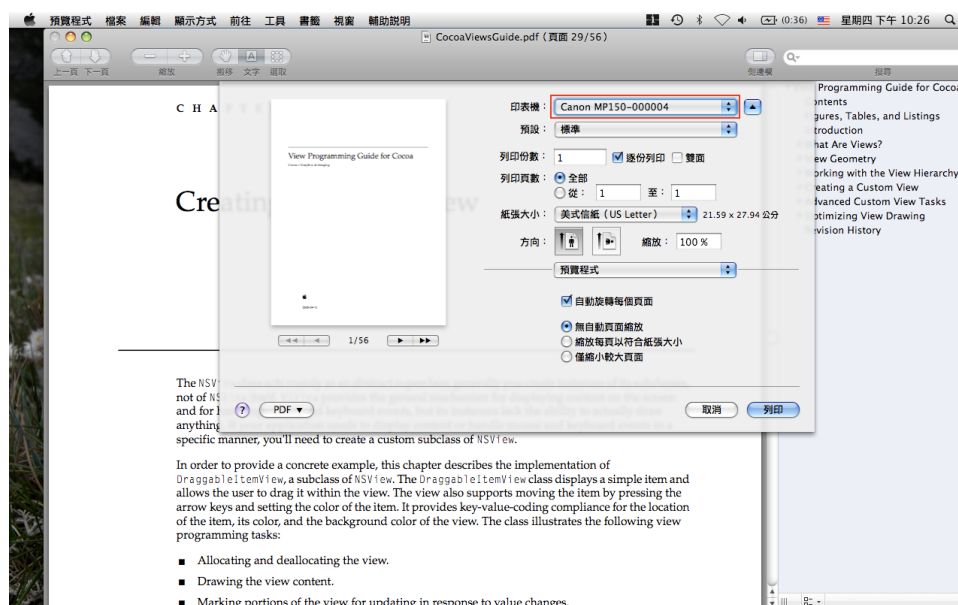 預覽程式 檔案 編輯 顯示方式 前往 工具 書籤 視窗 輔助說明 (0:36) 星期四 下午 10:26
CocoaViewsGuide.pdf（頁面 29/56）
上一頁 下一頁 縮放 搬移 文字 選取 側邊欄 搜尋
CHA
Creating
印表機： Canon MP150-000004
預設： 標準
列印份數： 1 逐份列印 雙面
列印頁數： 全部
從： 1 至： 1
紙張大小： 美式信紙（US Letter） 21.59 x 27.94 公分
方向： 縮放： 100 %
預覽程式
自動旋轉每個頁面
無自動頁面縮放
縮放每頁以符合紙張大小
僅縮小較大頁面
View Programming Guide for Cocoa
1/56
? PDF ▼ 取消 列印
Programming Guide for Cocoa
ontents
gures, Tables, and Listings
troduction
hat Are Views?
ew Geometry
orking with the View Hierarchy
eating a Custom View
dvanced Custom View Tasks
ptimizing View Drawing
evision History
The NSV
not of NS
and for
anything
specific manner, you'll need to create a custom subclass of NSView.
In order to provide a concrete example, this chapter describes the implementation of
DraggableItemView, a subclass of NSView. The DraggableItemView class displays a simple item and
allows the user to drag it within the view. The view also supports moving the item by pressing the
arrow keys and setting the color of the item. It provides key-value-coding compliance for the location
of the item, its color, and the background color of the view. The class illustrates the following view
programming tasks:
■ Allocating and deallocating the view.
■ Drawing the view content.
■ Marking portions of the view for updating in response to value changes.